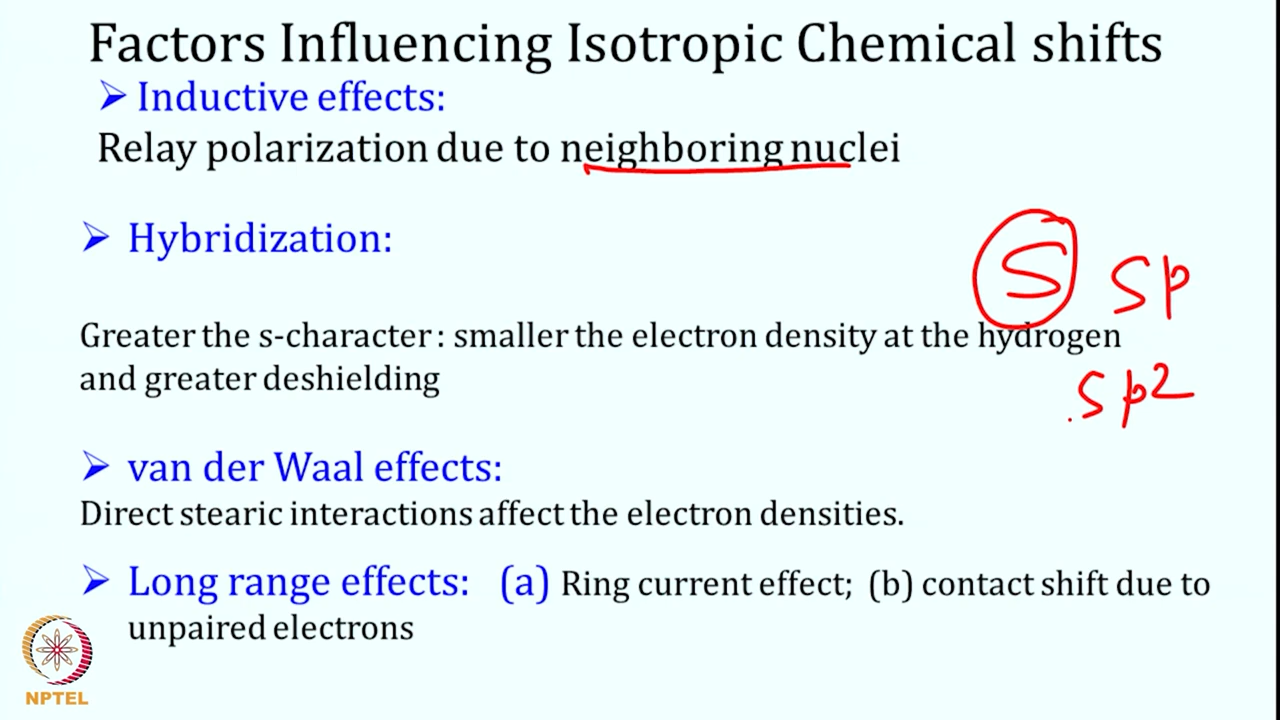 Factors Influencing Isotropic Chemical shifts
➢ Inductive effects:
Relay polarization due to neighboring nuclei
➢ Hybridization:
S sp
Greater the s-character : smaller the electron density at the hydrogen
and greater deshielding
sp2
➢ van der Waal effects:
Direct stearic interactions affect the electron densities.
➢ Long range effects: (a) Ring current effect; (b) contact shift due to
unpaired electrons
NPTEL